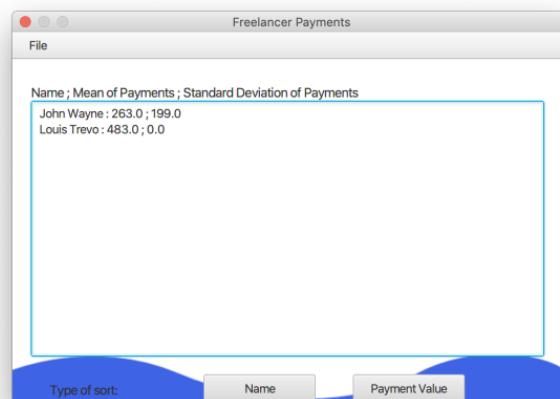 Freelancer Payments
File
Name ; Mean of Payments ; Standard Deviation of Payments
John Wayne : 263.0 ; 199.0
Louis Trevo : 483.0 ; 0.0
Type of sort: Name Payment Value